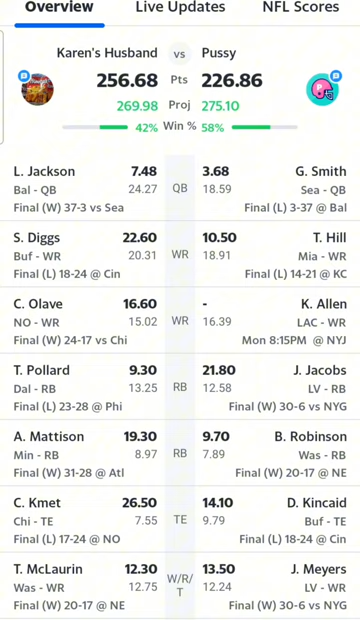 Overview Live Updates NFL Scores
Karen's Husband vs Pussy
256.68 Pts 226.86
269.98 Proj 275.10
42% Win % 58%
L. Jackson 7.48 QB 3.68 G. Smith
Bal - QB 24.27 18.59 Sea - QB
Final (W) 37-3 vs Sea Final (L) 3-37 @ Bal
S. Diggs 22.60 WR 10.50 T. Hill
Buf - WR 20.31 18.91 Mia - WR
Final (L) 18-24 @ Cin Final (L) 14-21 @ KC
C. Olave 16.60 WR - K. Allen
NO - WR 15.02 16.39 LAC - WR
Final (W) 24-17 vs Chi Mon 8:15PM @ NYJ
T. Pollard 9.30 RB 21.80 J. Jacobs
Dal - RB 13.25 12.58 LV - RB
Final (L) 23-28 @ Phi Final (W) 30-6 vs NYG
A. Mattison 19.30 RB 9.70 B. Robinson
Min - RB 8.97 7.89 Was - RB
Final (W) 31-28 @ Atl Final (W) 20-17 @ NE
C. Kmet 26.50 TE 14.10 D. Kincaid
Chi - TE 7.55 9.79 Buf - TE
Final (L) 17-24 @ NO Final (L) 18-24 @ Cin
T. McLaurin 12.30 W/R/T 13.50 J. Meyers
Was - WR 12.75 12.24 LV - WR
Final (W) 20-17 @ NE Final (W) 30-6 vs NYG